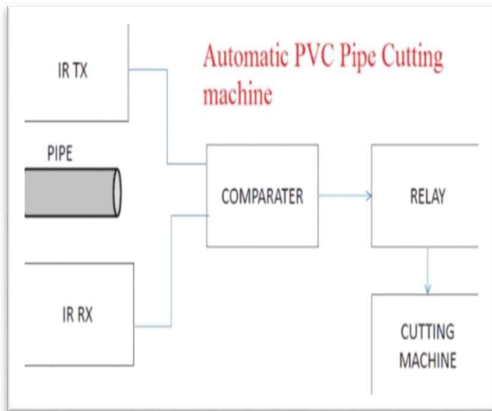 IR TX
Automatic PVC Pipe Cutting
machine
PIPE
COMPARATER
RELAY
IR RX
CUTTING
MACHINE